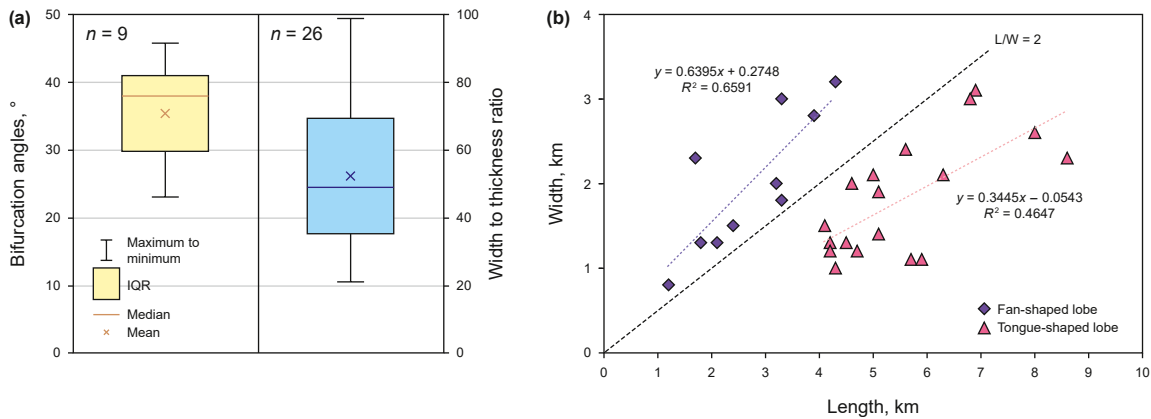 (a)
n = 9
n = 26
50
40
30
20
10
0
Bifurcation angles, °
100
80
60
40
20
0
Width to thickness ratio
Maximum to
minimum
IQR
Median
Mean
(b)
4
3
2
1
0
Width, km
L/W = 2
y = 0.6395x + 0.2748
R² = 0.6591
y = 0.3445x − 0.0543
R² = 0.4647
Fan-shaped lobe
Tongue-shaped lobe
0 1 2 3 4 5 6 7 8 9 10
Length, km